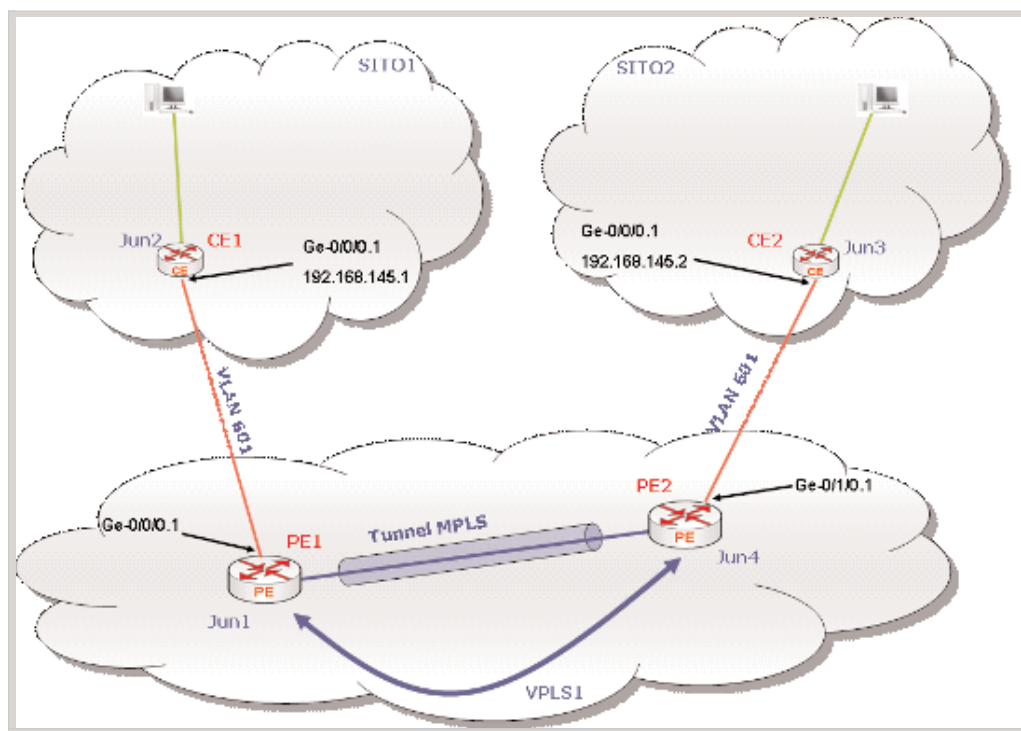 SITO1
SITO2
Jun2
CE1
CE
Ge-0/0/0.1
192.168.145.1
Ge-0/0/0.1
192.168.145.2
CE2
Jun3
CE
VLAN 601
VLAN 601
Ge-0/0/0.1
PE1
PE
Jun1
Tunnel MPLS
PE2
PE
Jun4
Ge-0/1/0.1
VPLS1